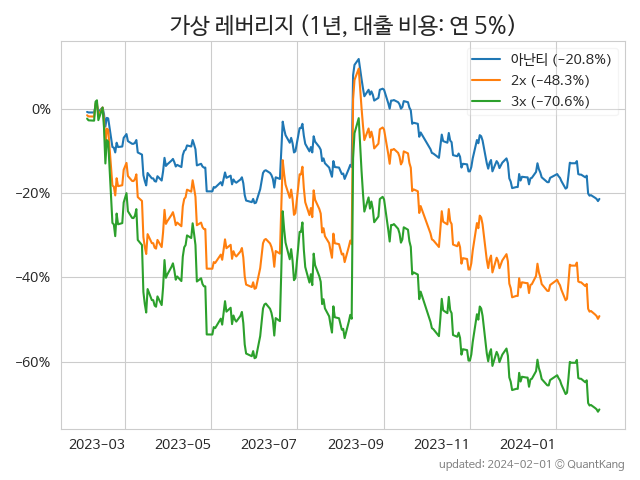 가상 레버리지 (1년, 대출 비용: 연 5%)
아난티 (−20.8%)
2x (−48.3%)
3x (−70.6%)
0%
−20%
−40%
−60%
2023-03 2023-05 2023-07 2023-09 2023-11 2024-01
updated: 2024-02-01 © QuantKang